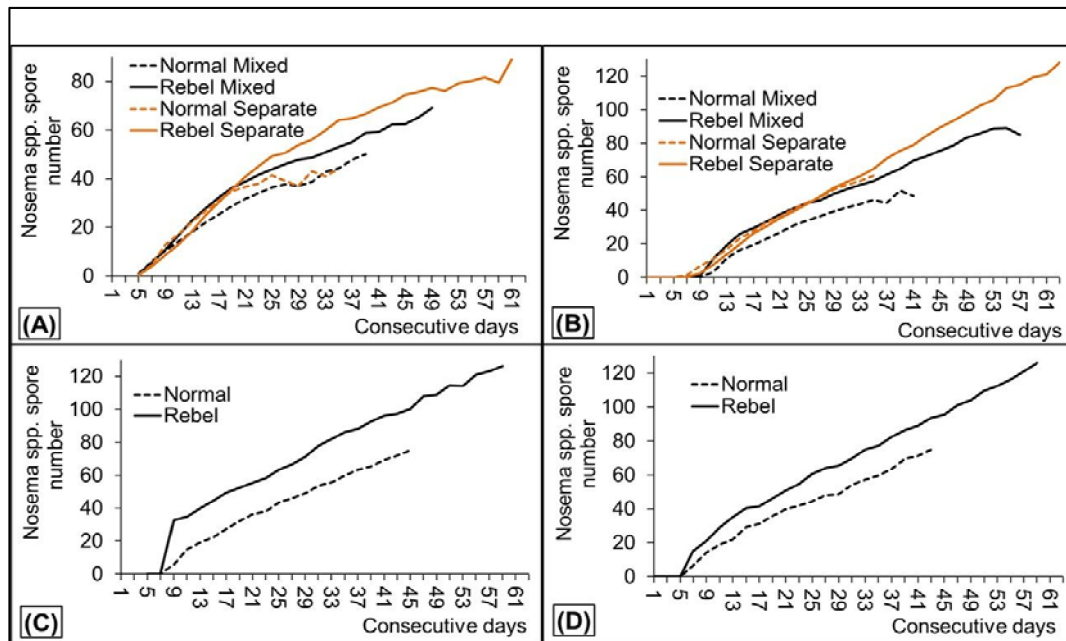 Nosema spp. spore
number
80
60
40
20
0
Normal Mixed
Rebel Mixed
Normal Separate
Rebel Separate
1 5 9 13 17 21 25 29 33 37 41 45 49 53 57 61
(A)
Consecutive days
Nosema spp. spore
number
120
100
80
60
40
20
0
Normal Mixed
Rebel Mixed
Normal Separate
Rebel Separate
1 5 9 13 17 21 25 29 33 37 41 45 49 53 57 61
(B)
Consecutive days
Nosema spp. spore
number
120
100
80
60
40
20
0
Normal
Rebel
1 5 9 13 17 21 25 29 33 37 41 45 49 53 57 61
(C)
Consecutive days
Nosema spp. spore
number
120
100
80
60
40
20
0
Normal
Rebel
1 5 9 13 17 21 25 29 33 37 41 45 49 53 57 61
(D)
Consecutive days